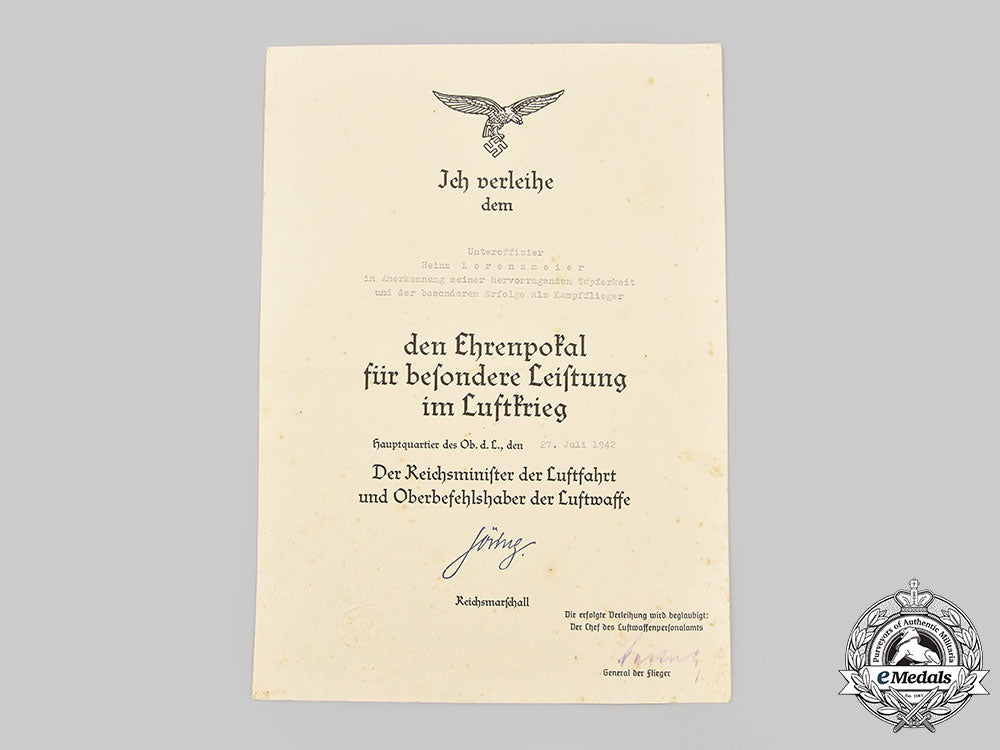 Ich verleihe
dem
Unteroffizier
Heinz Lorenzmeier
in Anerkennung seiner hervorragenden Tapferkeit
und der besonderen Erfolge als Kampfflieger
den Ehrenpokal
für besondere Leistung
im Luftkrieg
Hauptquartier des Ob. d. L., den 27. Juli 1942
Der Reichsminister der Luftfahrt
und Oberbefehlshaber der Luftwaffe
Göring.
Reichsmarschall
Die erfolgte Verleihung wird beglaubigt:
Der Chef des Luftwaffenpersonalamts
General der Flieger
Purveyors of Authentic Militaria
eMedals